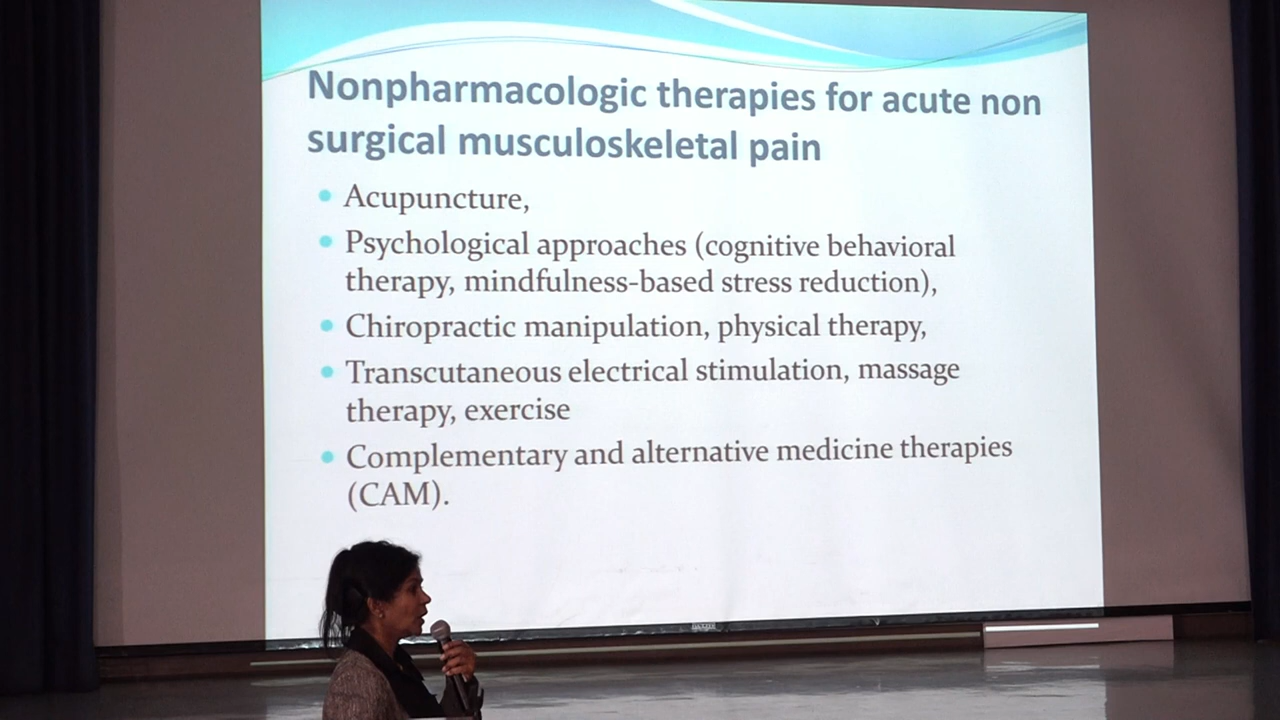 Nonpharmacologic therapies for acute non
surgical musculoskeletal pain
Acupuncture,
Psychological approaches (cognitive behavioral
therapy, mindfulness-based stress reduction),
Chiropractic manipulation, physical therapy,
Transcutaneous electrical stimulation, massage
therapy, exercise
Complementary and alternative medicine therapies
(CAM).